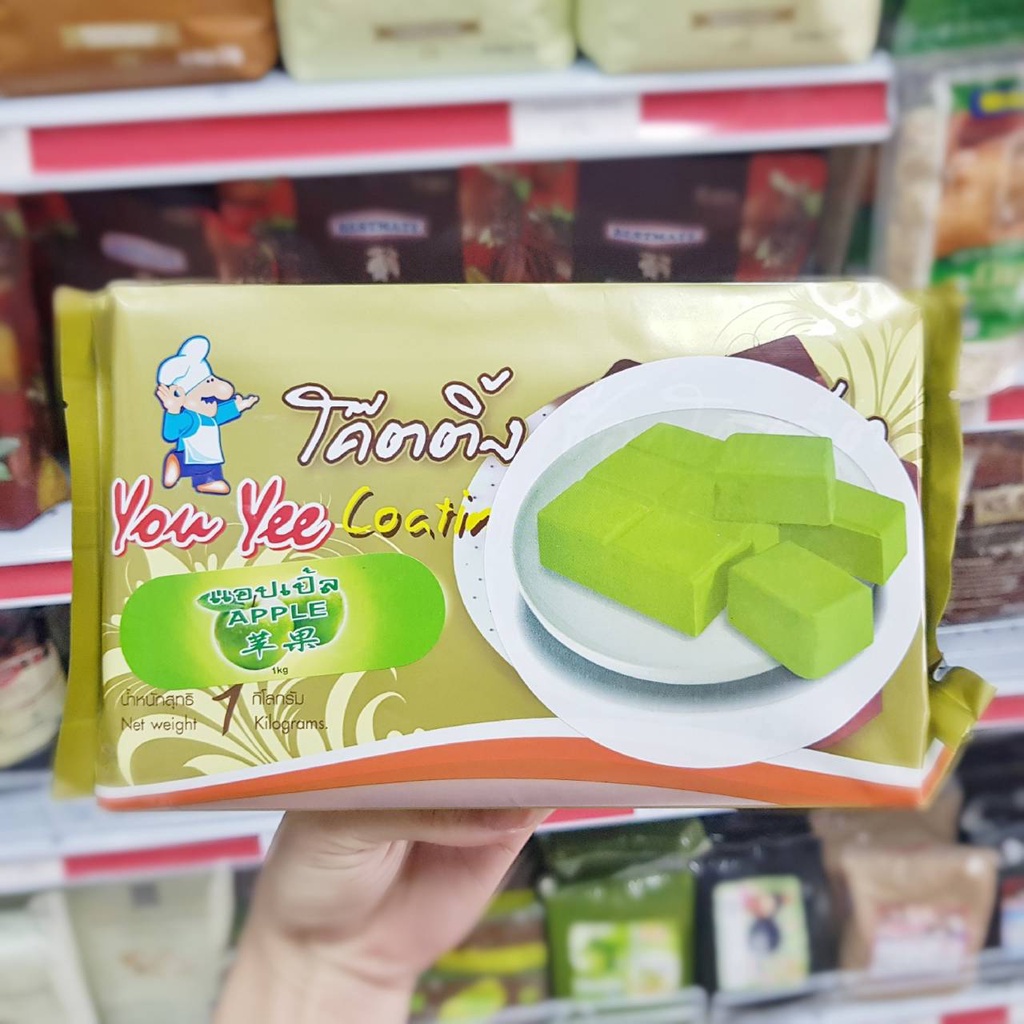 โค๊ตติ้ง
You Yee Coatin
แอปเปิ้ล
APPLE
苹果
1kg
น้ำหนักสุทธิ 1 กิโลกรัม
Net weight Kilograms.